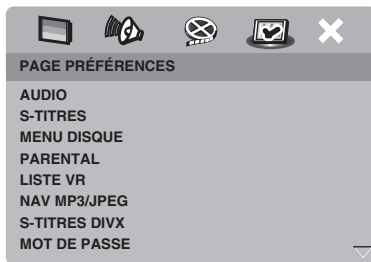 PAGE PRÉFÉRENCES
AUDIO
S-TITRES
MENU DISQUE
PARENTAL
LISTE VR
NAV MP3/JPEG
S-TITRES DIVX
MOT DE PASSE